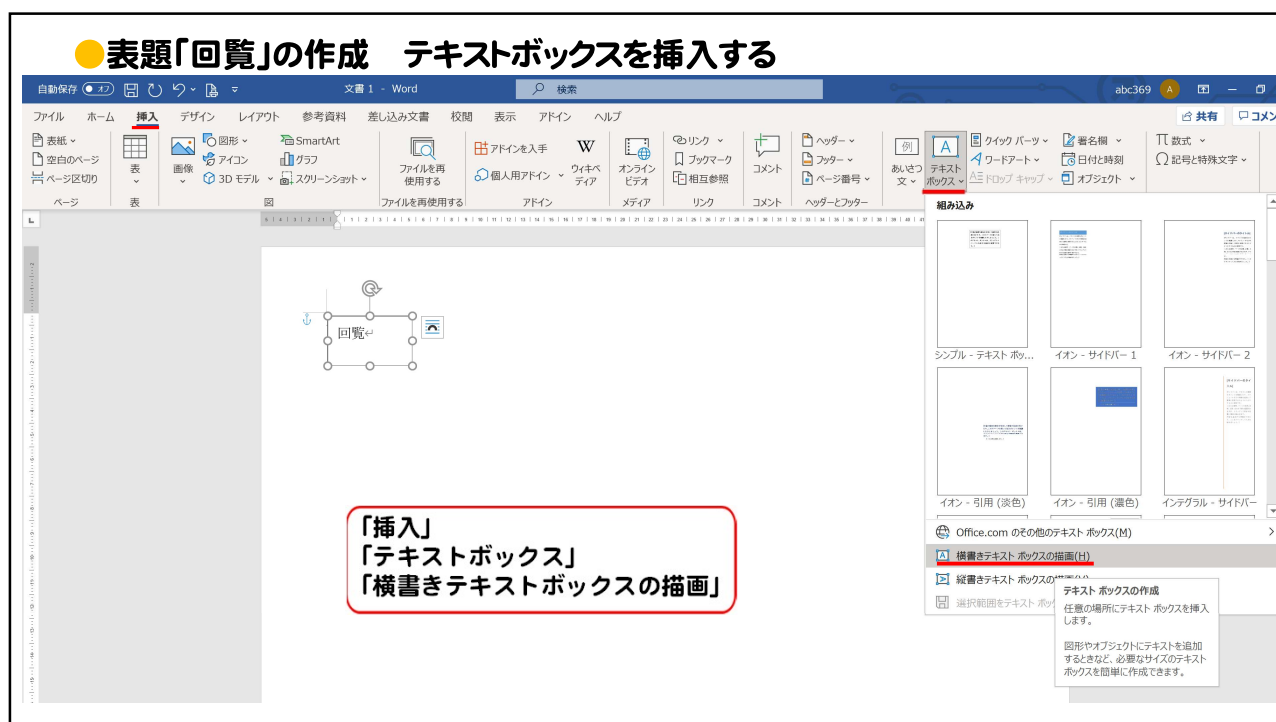 ●表題「回覧」の作成　テキストボックスを挿入する
自動保存 オフ
文書 1 - Word
検索
abc369 A
ファイル ホーム 挿入 デザイン レイアウト 参考資料 差し込み文書 校閲 表示 アドイン ヘルプ
共有 コメン
表紙
空白のページ
ページ区切り
ページ
表
表
画像
図形
アイコン
3D モデル
SmartArt
グラフ
スクリーンショット
図
ファイルを再
使用する
ファイルを再使用する
アドインを入手
個人用アドイン
W
ウィキペ
ディア
アドイン
オンライン
ビデオ
メディア
リンク
ブックマーク
相互参照
リンク
コメント
コメント
ヘッダー
フッター
ページ番号
ヘッダーとフッター
例
あいさつ
文
A
テキスト
ボックス
クイック パーツ
ワードアート
ドロップ キャップ
署名欄
日付と時刻
オブジェクト
数式
記号と特殊文字
組み込み
シンプル - テキスト ボッ...
イオン - サイドバー 1
イオン - サイドバー 2
イオン - 引用 (淡色)
イオン - 引用 (濃色)
インテグラル - サイドバー
Office.com のその他のテキスト ボックス(M)
横書きテキスト ボックスの描画(H)
縦書きテキスト ボックスの
選択範囲をテキスト
テキスト ボックスの作成
任意の場所にテキスト ボックスを挿入
します。
図形やオブジェクトにテキストを追加
するときなど、必要なサイズのテキスト
ボックスを簡単に作成できます。
回覧↵
「挿入」
「テキストボックス」
「横書きテキストボックスの描画」